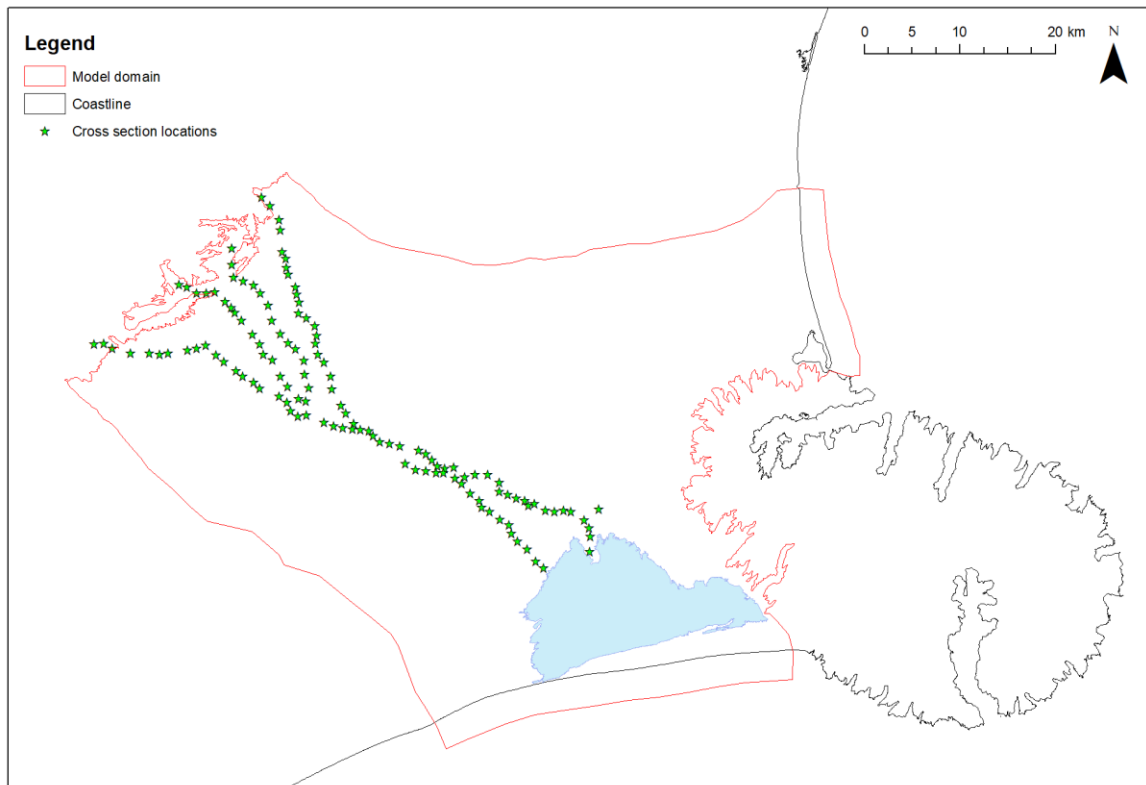 Legend
Model domain
Coastline
Cross section locations
0 5 10 20 km
N